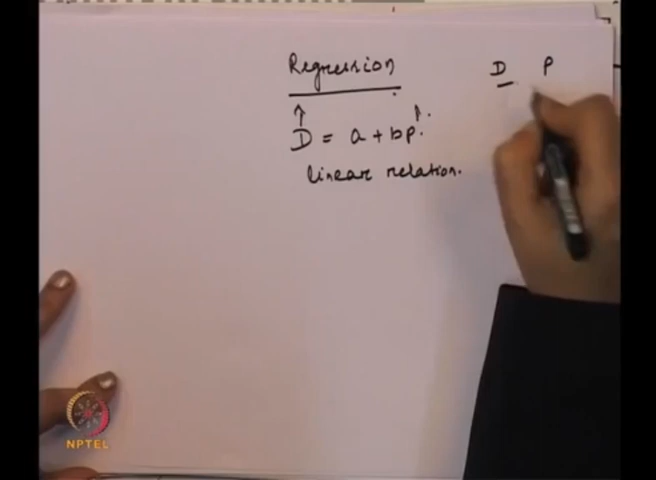 Regression
D P
D = a + bp.
linear relation.
NPTEL